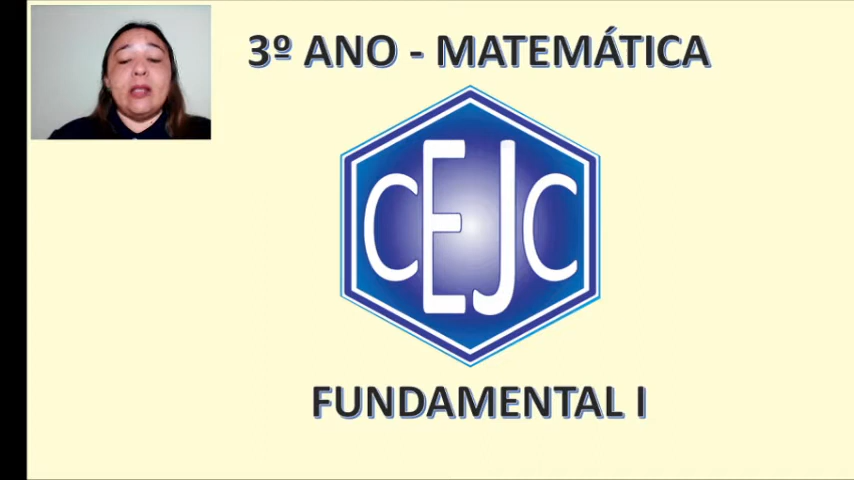 3º ANO - MATEMÁTICA
CEJC
FUNDAMENTAL I